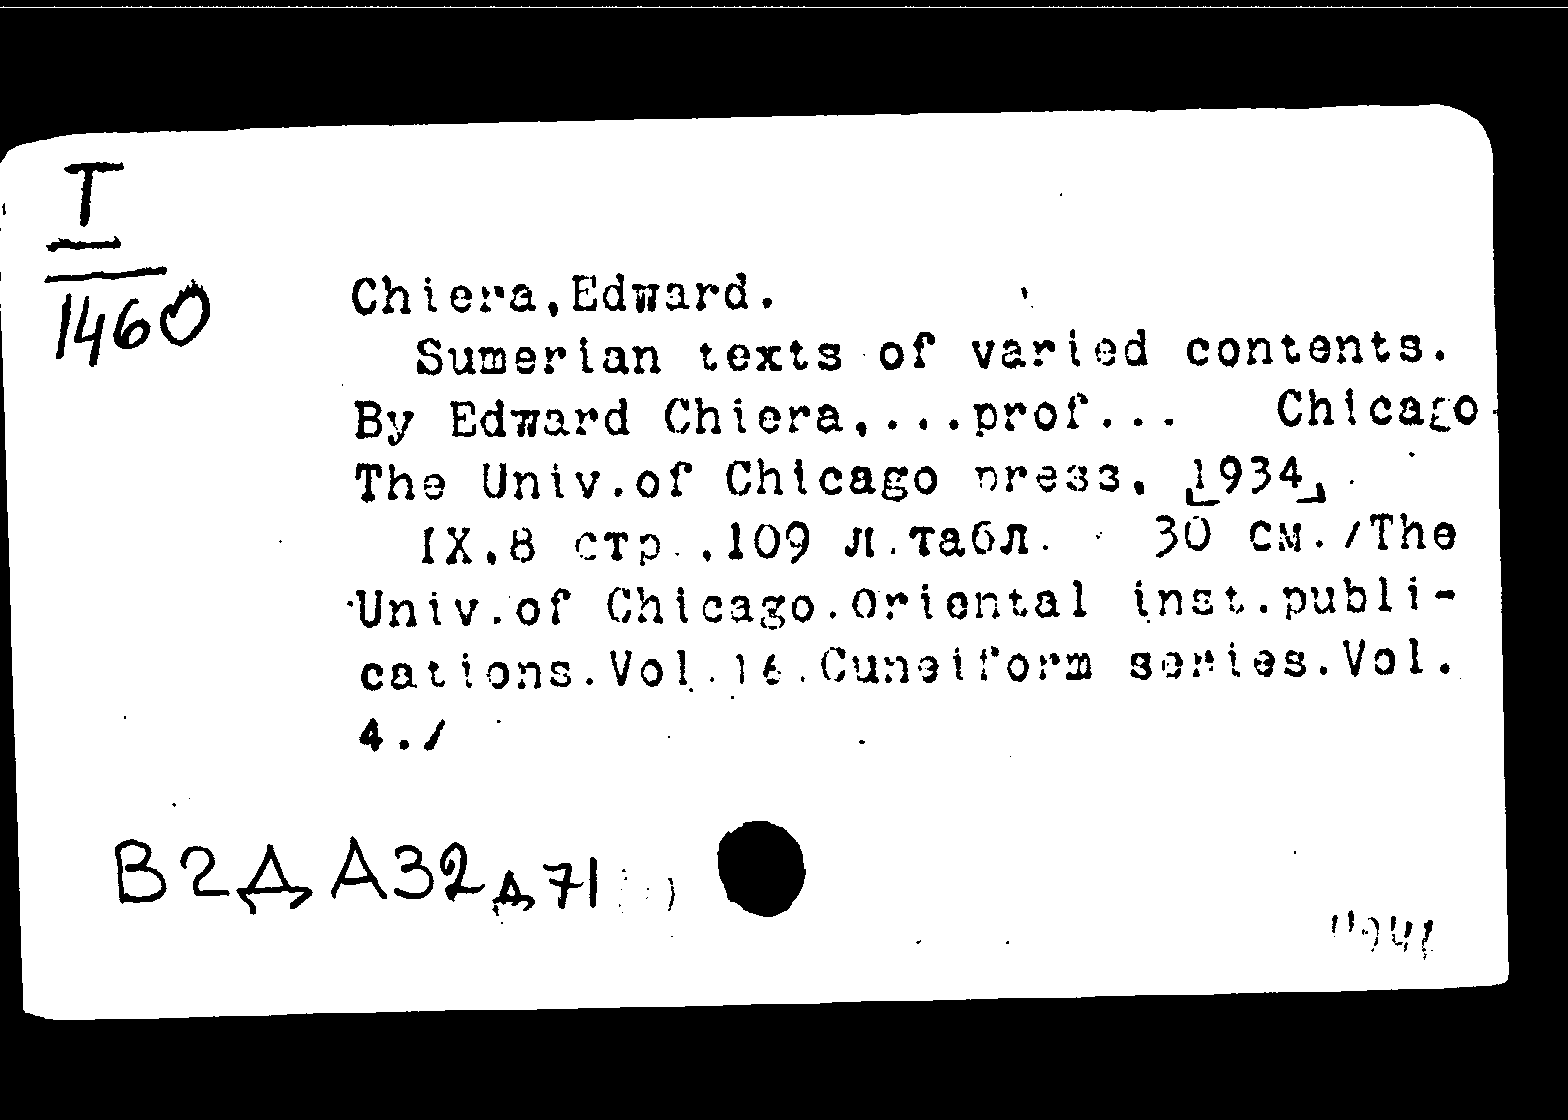 I
1460
Chiera, Edward.
Sumerian texts of varied contents.
By Edward Chiera,...prof... Chicago
The Univ.of Chicago press, [1934]
IX,8 стр.,109 л.табл. 30 см./The
Univ.of Chicago.Oriental inst.publi-
cations.Vol.16.Cuneiform series.Vol.
4./
В2Д А32д71